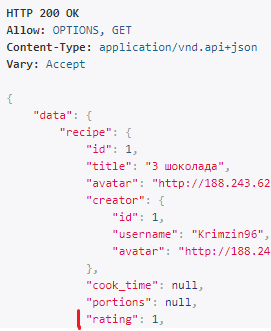 HTTP 200 OK
Allow: OPTIONS, GET
Content-Type: application/vnd.api+json
Vary: Accept
{
"data": {
"recipe": {
"id": 1,
"title": "3 шоколада",
"avatar": "http://188.243.62
"creator": {
"id": 1,
"username": "Krimzin96",
"avatar": "http://188.24
},
"cook_time": null,
"portions": null,
"rating": 1,